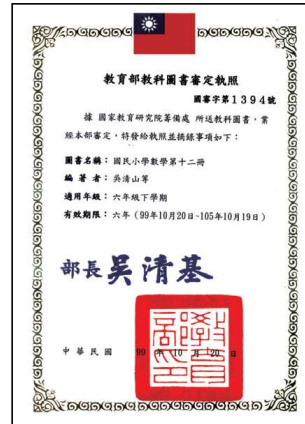 教育部教科圖書審定執照
國審字第1394號
據 國家教育研究院籌備處 所送教科圖書，業
經本部審定，特發給執照並摘錄事項如下：
圖書名稱：國民小學數學第十二冊
編著者：吳清山等
適用年級：六年級下學期
有效期限：六年（99年10月20日~105年10月19日）
部長吳清基
中華民國 99 年 10 月 20 日